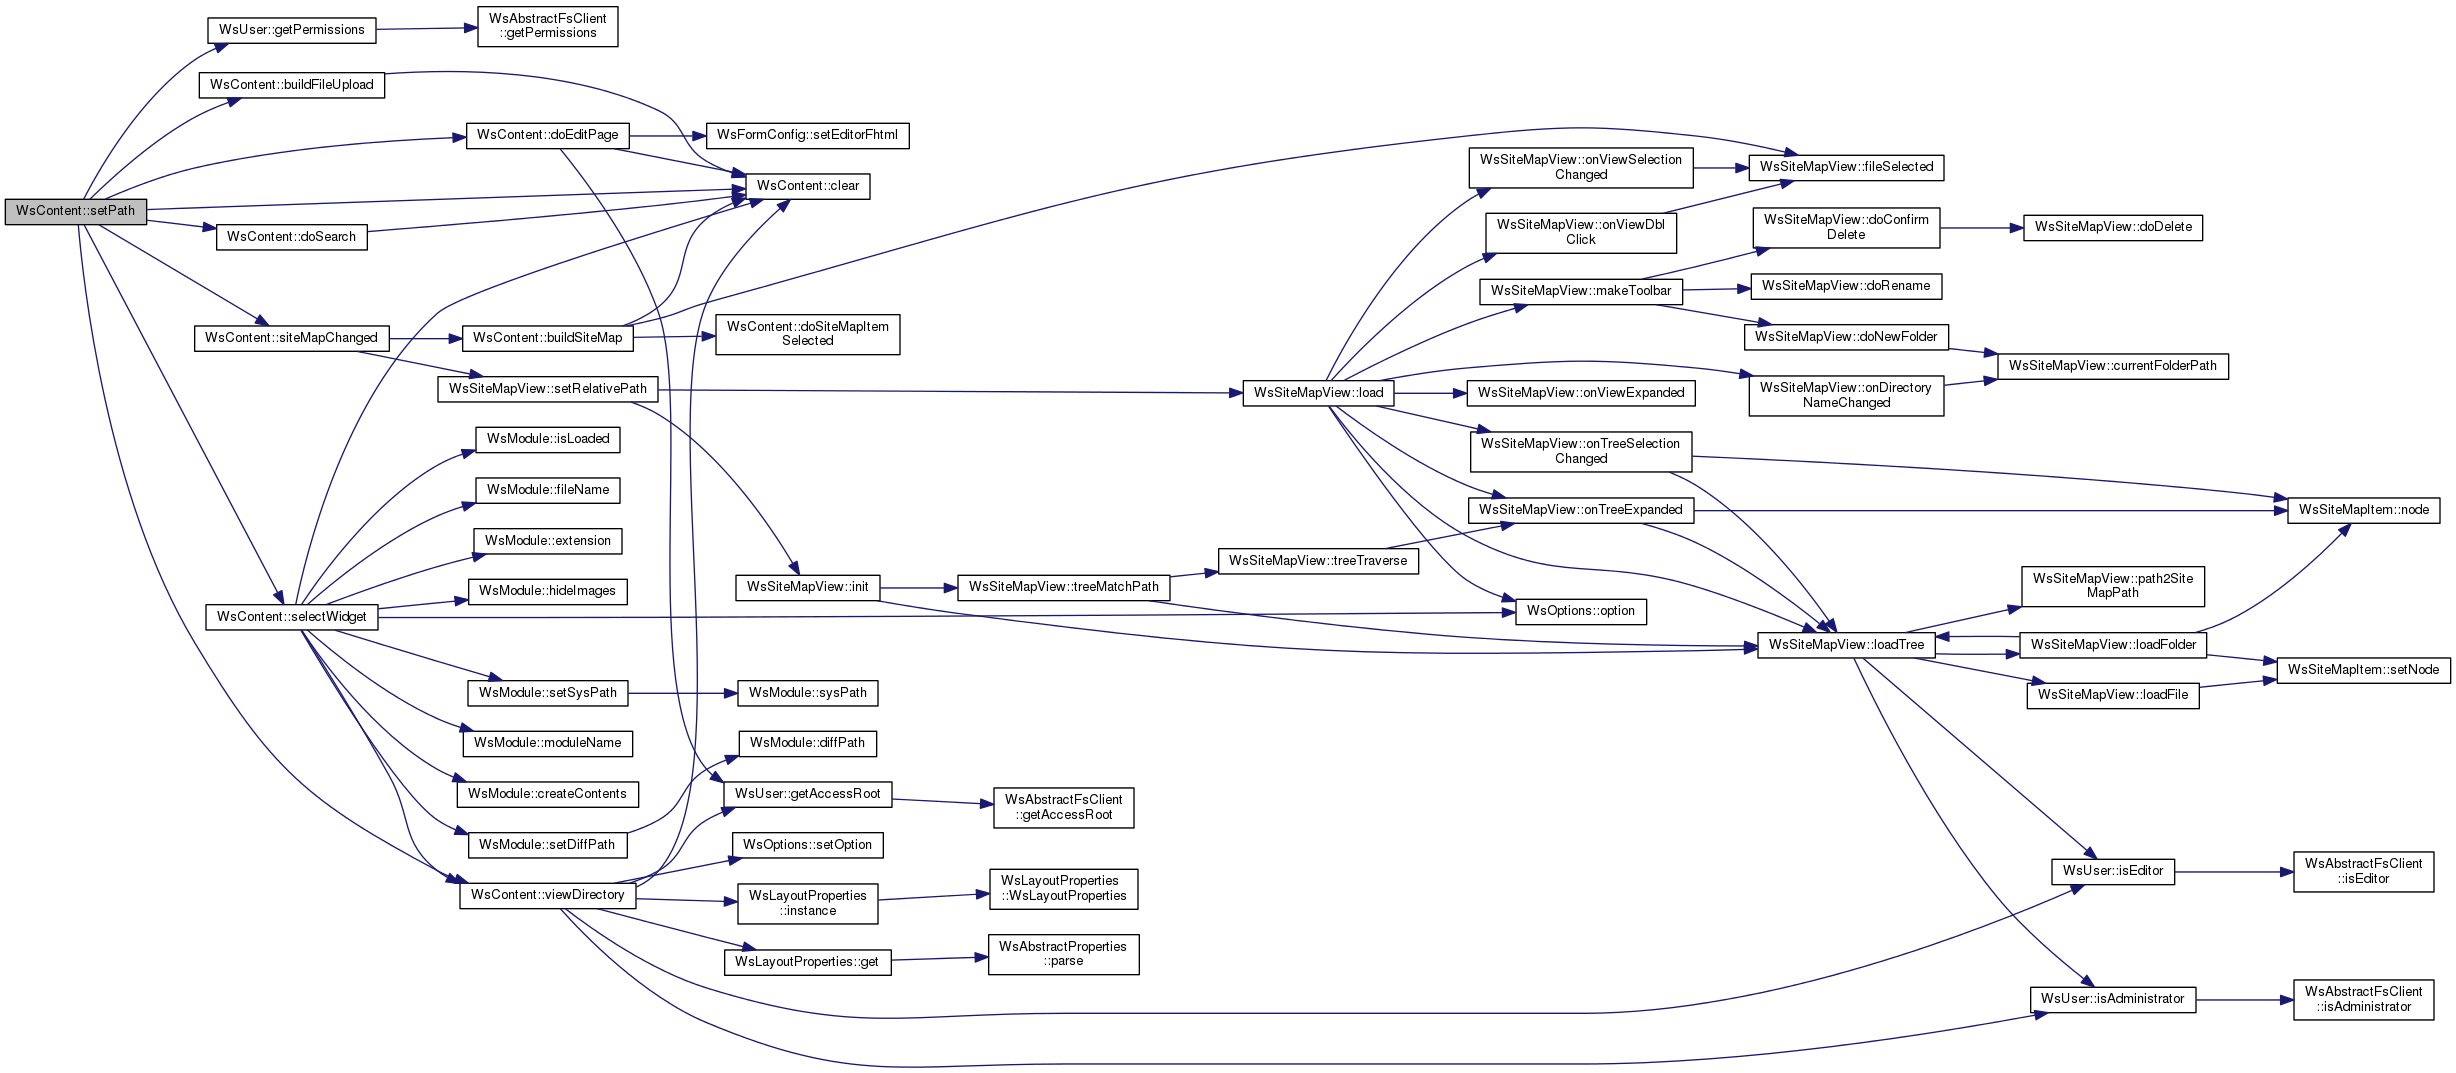 WsContent::setPath
WsUser::getPermissions
WsAbstractFsClient
::getPermissions
WsContent::buildFileUpload
WsContent::doEditPage
WsFormConfig::setEditorFhtml
WsContent::clear
WsContent::doSearch
WsContent::siteMapChanged
WsContent::buildSiteMap
WsContent::doSiteMapItem
Selected
WsSiteMapView::setRelativePath
WsModule::isLoaded
WsModule::fileName
WsModule::extension
WsModule::hideImages
WsContent::selectWidget
WsModule::setSysPath
WsModule::sysPath
WsModule::moduleName
WsModule::diffPath
WsModule::createContents
WsModule::setDiffPath
WsContent::viewDirectory
WsUser::getAccessRoot
WsAbstractFsClient
::getAccessRoot
WsOptions::setOption
WsLayoutProperties
::instance
WsLayoutProperties
::WsLayoutProperties
WsLayoutProperties::get
WsAbstractProperties
::parse
WsSiteMapView::init
WsSiteMapView::treeMatchPath
WsSiteMapView::treeTraverse
WsSiteMapView::load
WsSiteMapView::onViewSelection
Changed
WsSiteMapView::fileSelected
WsSiteMapView::onViewDbl
Click
WsSiteMapView::makeToolbar
WsSiteMapView::doConfirm
Delete
WsSiteMapView::doDelete
WsSiteMapView::doRename
WsSiteMapView::doNewFolder
WsSiteMapView::currentFolderPath
WsSiteMapView::onViewExpanded
WsSiteMapView::onDirectory
NameChanged
WsSiteMapView::onTreeSelection
Changed
WsSiteMapView::onTreeExpanded
WsSiteMapItem::node
WsOptions::option
WsSiteMapView::loadTree
WsSiteMapView::path2Site
MapPath
WsSiteMapView::loadFolder
WsSiteMapItem::setNode
WsSiteMapView::loadFile
WsUser::isEditor
WsAbstractFsClient
::isEditor
WsUser::isAdministrator
WsAbstractFsClient
::isAdministrator